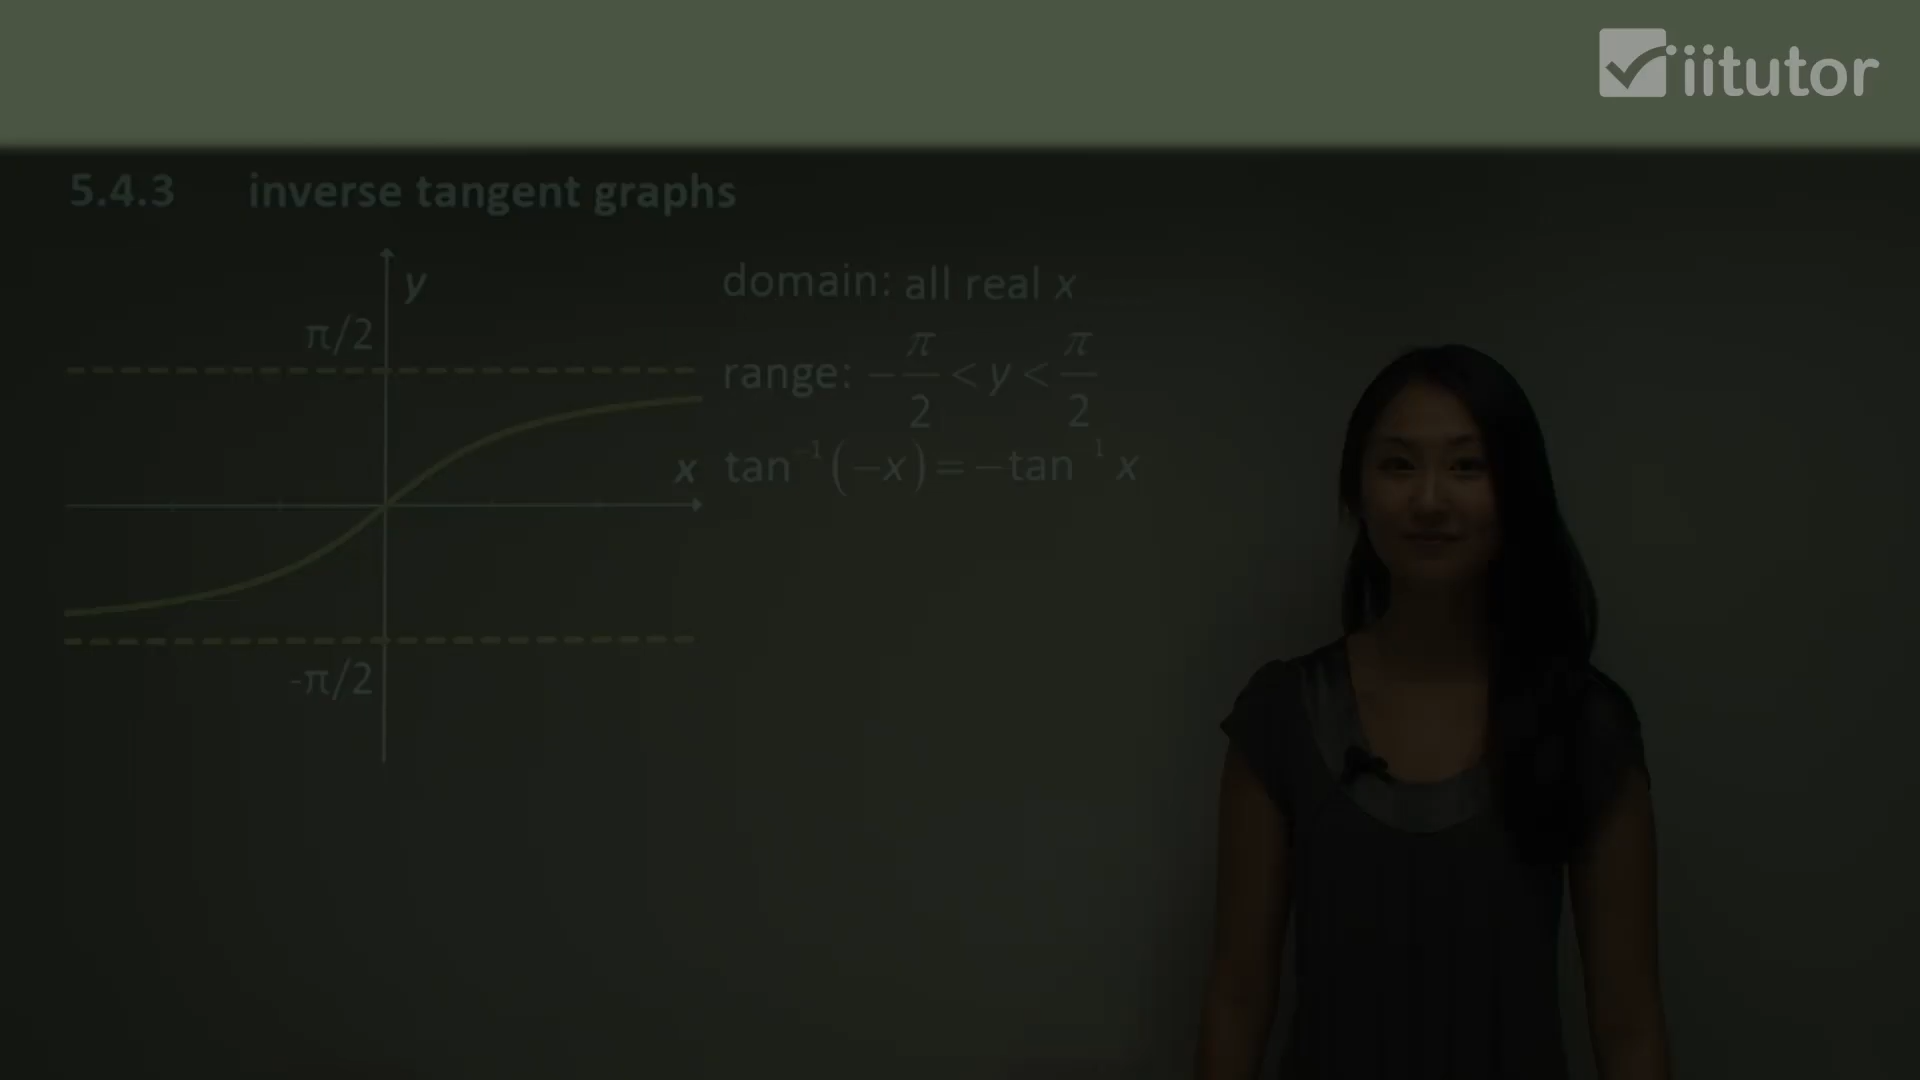 iitutor
5.4.3 inverse tangent graphs
y
π/2
x
-π/2
domain: all real x
range: −π/2 < y < π/2
tan⁻¹(−x) = −tan⁻¹ x